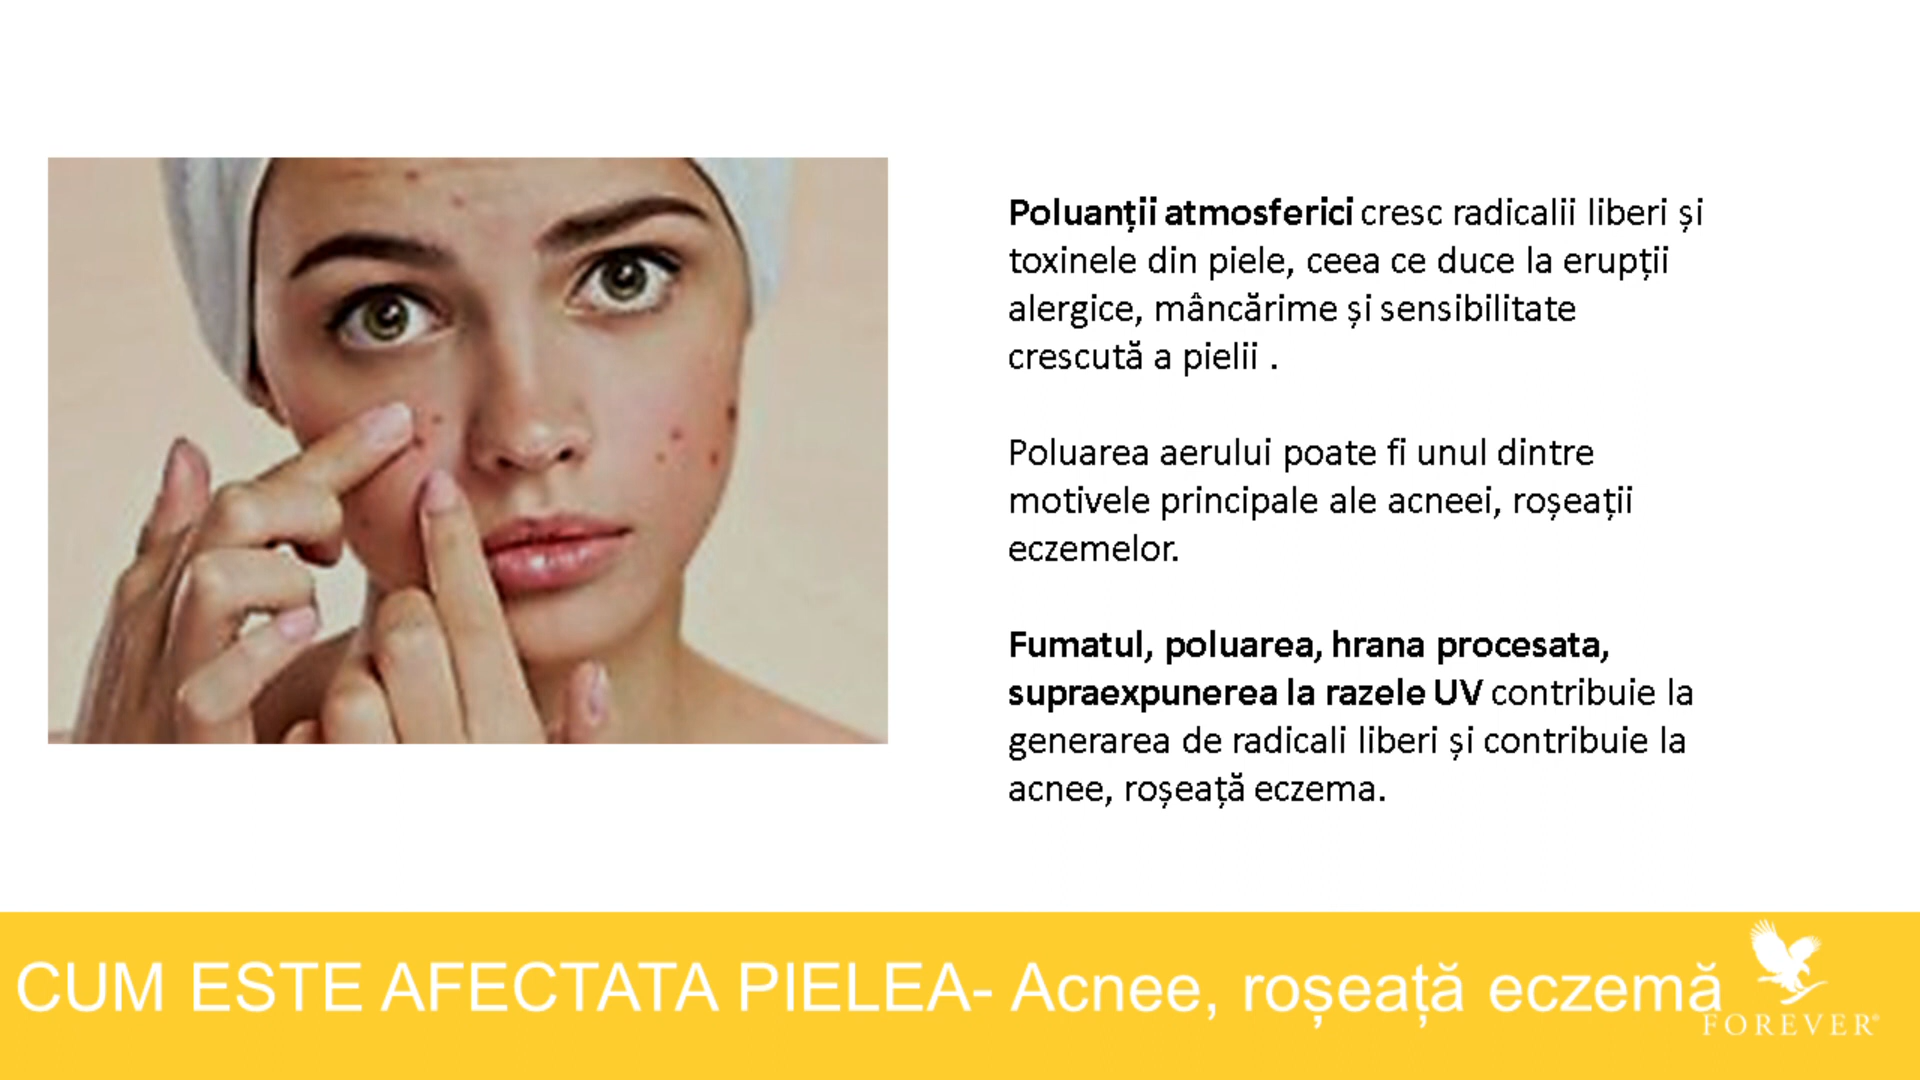 Poluanții atmosferici cresc radicalii liberi și
toxinele din piele, ceea ce duce la erupții
alergice, mâncărime și sensibilitate
crescută a pielii .
Poluarea aerului poate fi unul dintre
motivele principale ale acneei, roșeații
eczemelor.
Fumatul, poluarea, hrana procesata,
supraexpunerea la razele UV contribuie la
generarea de radicali liberi și contribuie la
acnee, roșeață eczema.
CUM ESTE AFECTATA PIELEA- Acnee, roșeață eczemă
FOREVER®